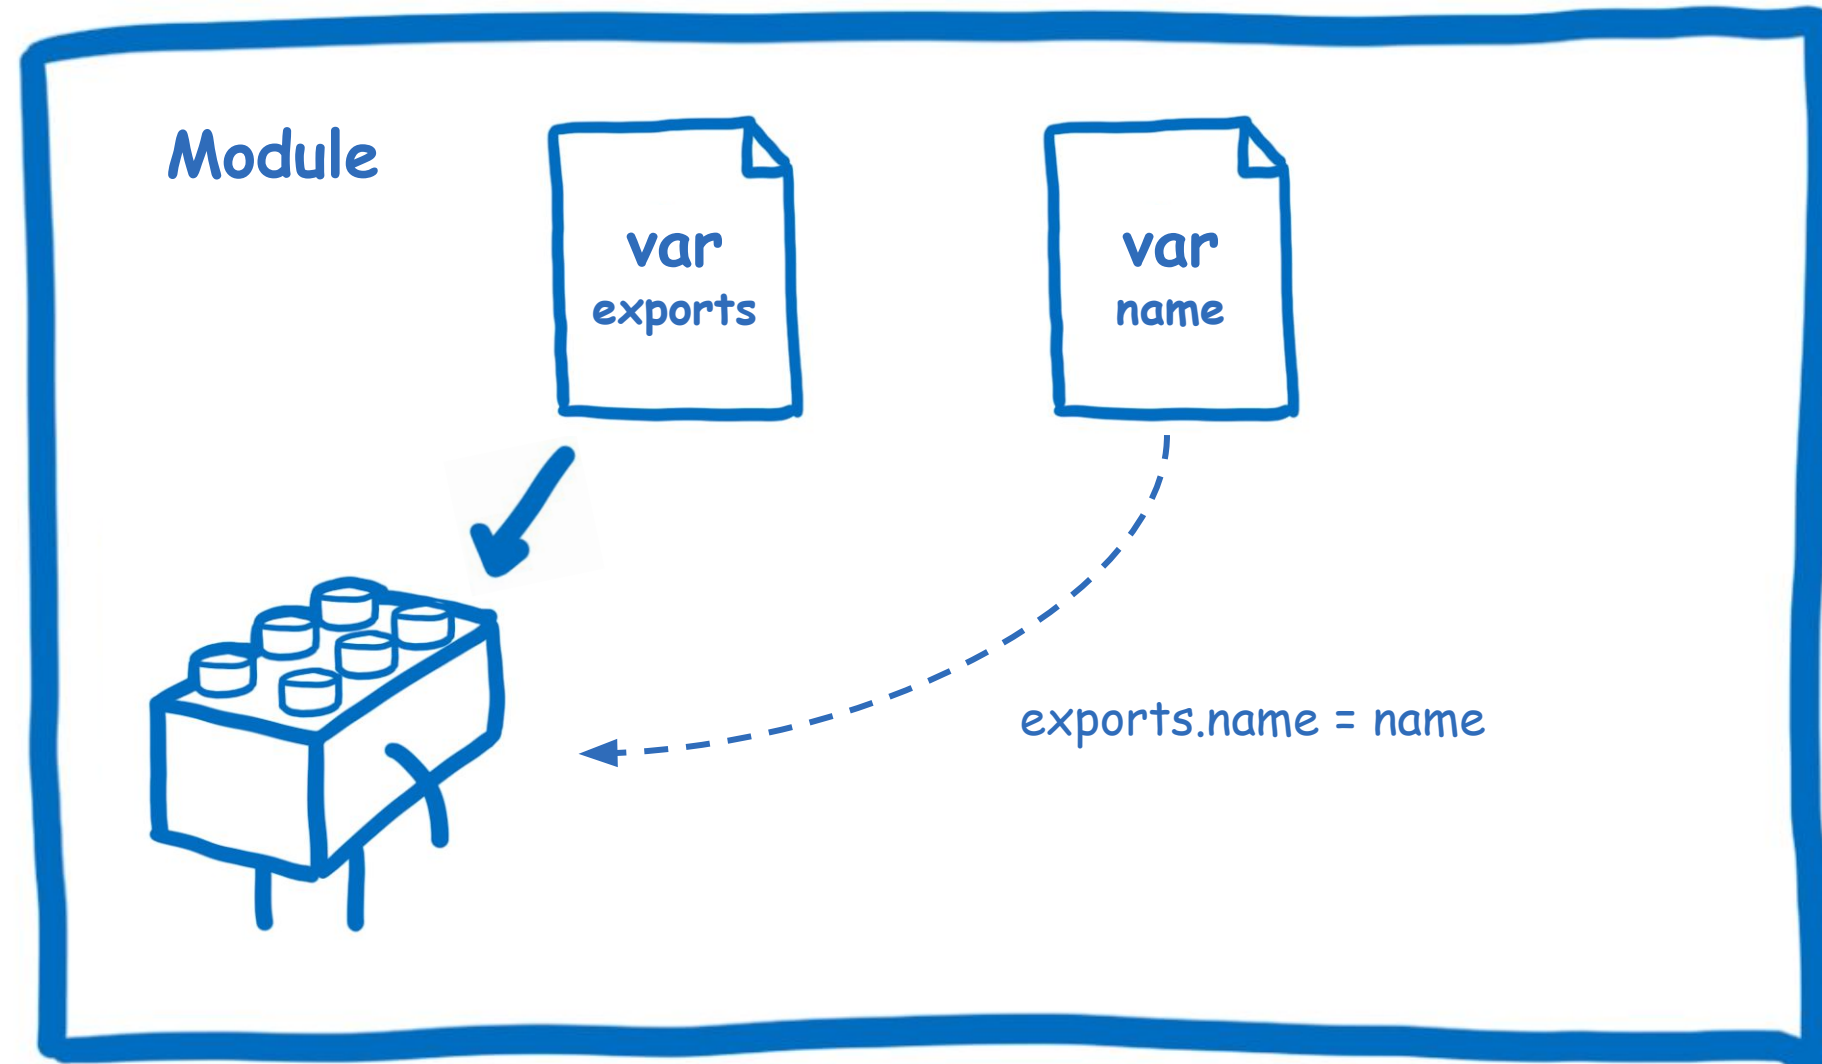 Module
var
exports
var
name
exports.name = name